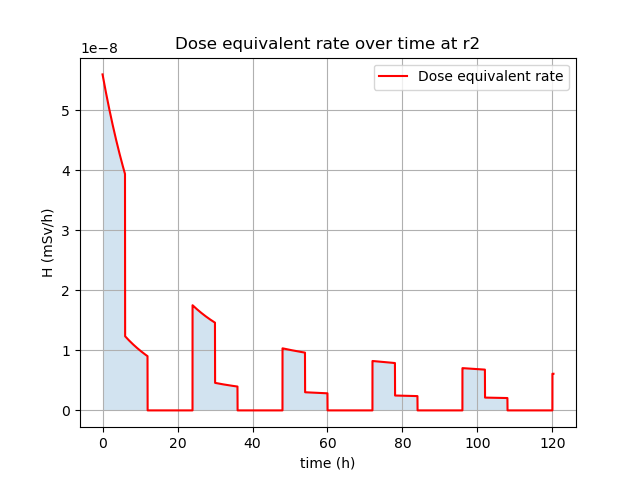 Dose equivalent rate over time at r2
1e−8
Dose equivalent rate
5
4
3
2
1
0
H (mSv/h)
0 20 40 60 80 100 120
time (h)